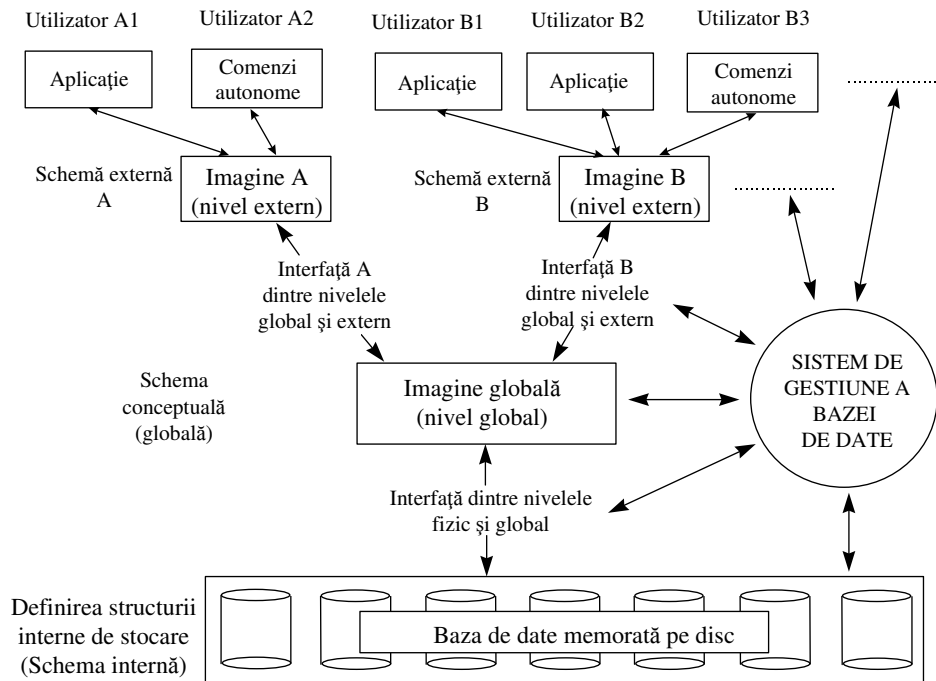 Utilizator A1
Utilizator A2
Utilizator B1
Utilizator B2
Utilizator B3
Aplicaţie
Comenzi
autonome
Aplicaţie
Aplicaţie
Comenzi
autonome
Schemă externă
A
Imagine A
(nivel extern)
Schemă externă
B
Imagine B
(nivel extern)
Interfaţă A
dintre nivelele
global şi extern
Interfaţă B
dintre nivelele
global şi extern
Schema
conceptuală
(globală)
Imagine globală
(nivel global)
SISTEM DE
GESTIUNE A
BAZEI
DE DATE
Interfaţă dintre nivelele
fizic şi global
Definirea structurii
interne de stocare
(Schema internă)
Baza de date memorată pe disc